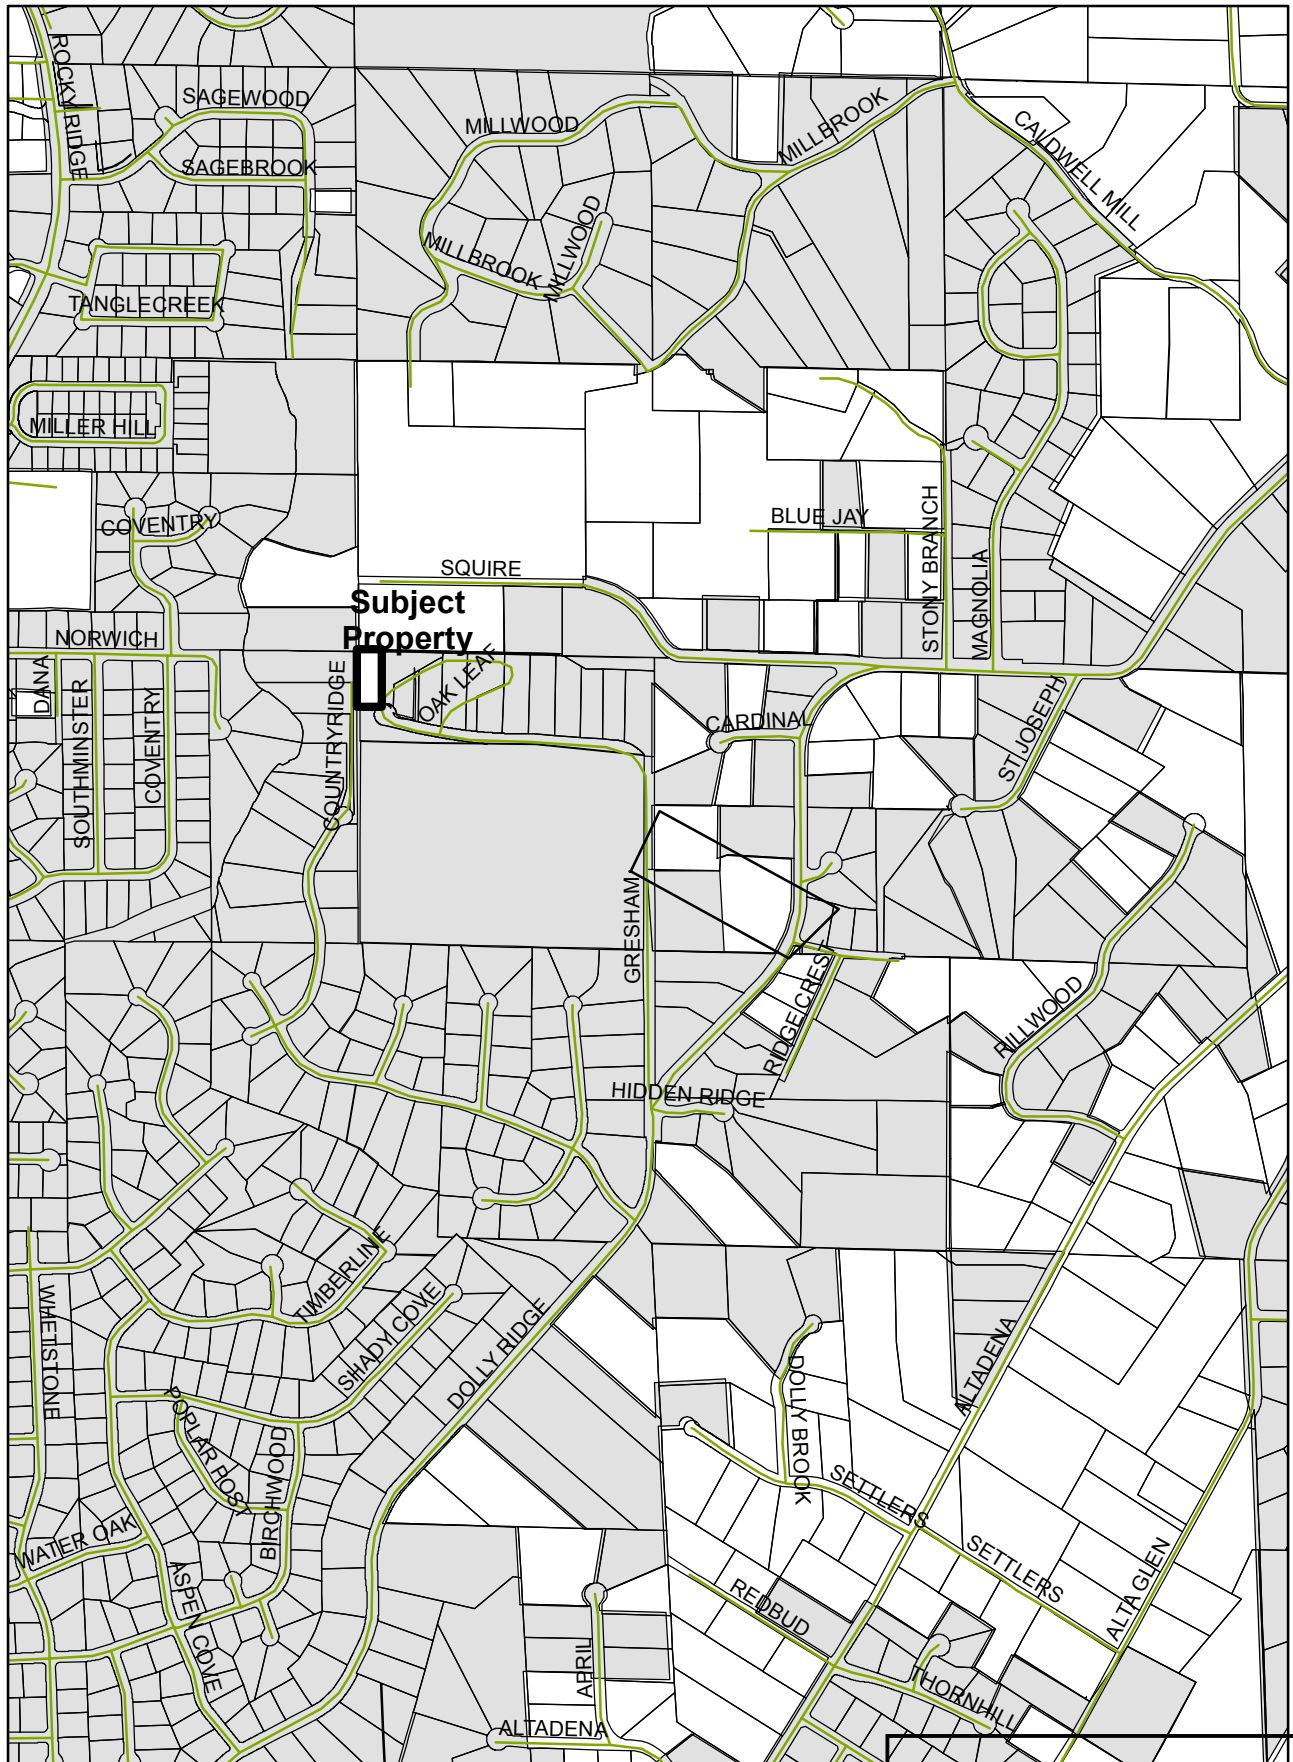 ROCKY RIDGE
SAGEWOOD
MILLWOOD
MILLBROOK
CALDWELL MILL
SAGEBROOK
MILLWOOD
MILLBROOK
TANGLECREEK
MILLER HILL
COVENTRY
BLUE JAY
STONY BRANCH
MAGNOLIA
SQUIRE
Subject
Property
NORWICH
DANA
SOUTHMINSTER
COVENTRY
COUNTRYRIDGE
OAK LEAF
CARDINAL
ST JOSEPH
GRESHAM
RIDGECREST
RILLWOOD
HIDDEN RIDGE
TIMBERLINE
SHADY COVE
DOLLY RIDGE
WHETSTONE
POPLAR POST
BIRCHWOOD
DOLLY BROOK
ALTADENA
SETTLERS
SETTLERS
WATER OAK
ASPEN COVE
REDBUD
ALTA GLEN
APRIL
THORNHILL
ALTADENA